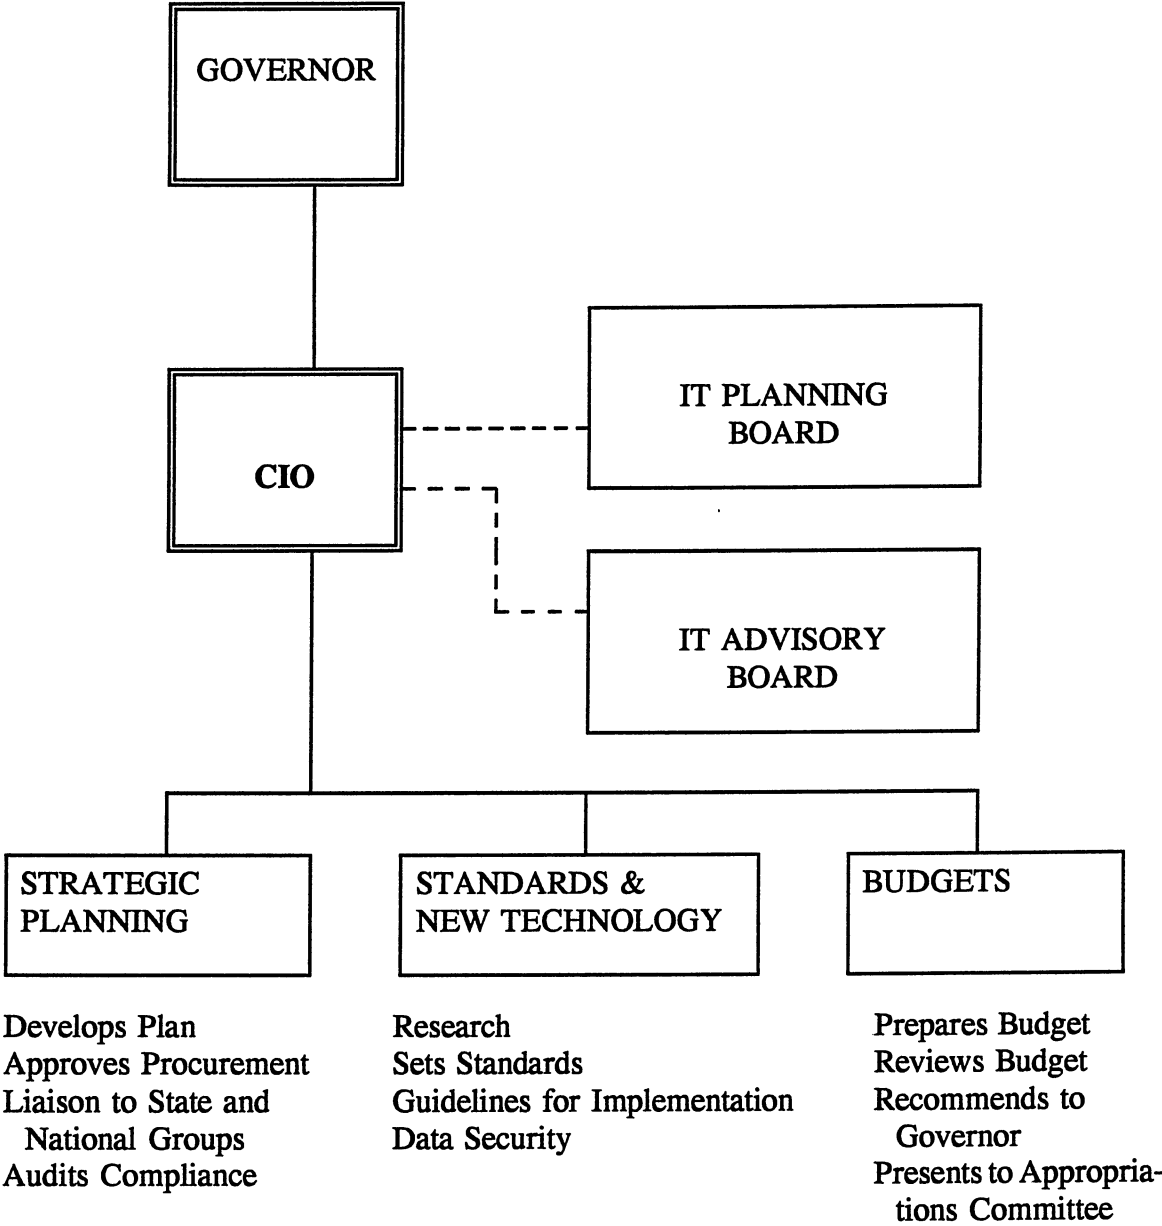 GOVERNOR
CIO
IT PLANNING
BOARD
IT ADVISORY
BOARD
STRATEGIC
PLANNING
Develops Plan
Approves Procurement
Liaison to State and
National Groups
Audits Compliance
STANDARDS &
NEW TECHNOLOGY
Research
Sets Standards
Guidelines for Implementation
Data Security
BUDGETS
Prepares Budget
Reviews Budget
Recommends to
Governor
Presents to Appropria-
tions Committee